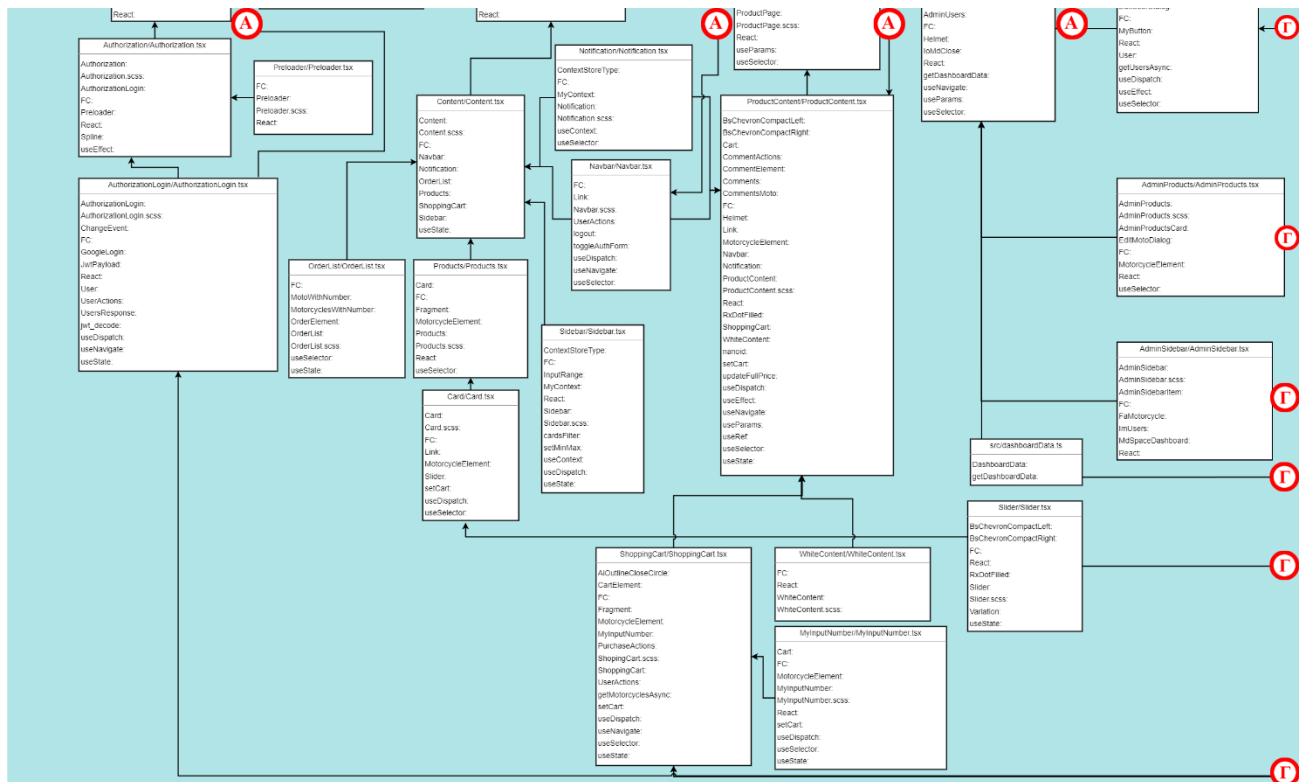 React:
А
React:
А
ProductPage:
ProductPage.scss:
React:
useParams:
useSelector:
А
AdminUsers:
FC:
Helmet:
IoMdClose:
React:
getDashboardData:
useNavigate:
useParams:
useSelector:
А
FC:
MyButton:
React:
User:
getUsersAsync:
useDispatch:
useEffect:
useSelector:
Г
Authorization/Authorization.tsx
Authorization:
Authorization.scss:
AuthorizationLogin:
FC:
Preloader:
React:
Spline:
useEffect:
Preloader/Preloader.tsx
FC:
Preloader:
Preloader.scss:
React:
Content/Content.tsx
Content:
Content.scss:
FC:
Navbar:
Notification:
OrderList:
Products:
ShoppingCart:
Sidebar:
useState:
Notification/Notification.tsx
ContextStoreType:
FC:
MyContext:
Notification:
Notification.scss:
useContext:
useSelector:
Navbar/Navbar.tsx
FC:
Link:
Navbar.scss:
UserActions:
logout:
toggleAuthForm:
useDispatch:
useNavigate:
useSelector:
ProductContent/ProductContent.tsx
BsChevronCompactLeft:
BsChevronCompactRight:
Cart:
CommentActions:
CommentElement:
Comments:
CommentsMoto:
FC:
Helmet:
Link:
MotorcycleElement:
Navbar:
Notification:
ProductContent:
ProductContent.scss:
React:
RxDotFilled:
ShoppingCart:
WhiteContent:
nanoid:
setCart:
updateFullPrice:
useDispatch:
useEffect:
useNavigate:
useParams:
useRef
useSelector:
useState:
AdminProducts/AdminProducts.tsx
AdminProducts:
AdminProducts.scss:
AdminProductsCard:
EditMotoDialog:
FC:
MotorcycleElement:
React:
useSelector:
Г
AuthorizationLogin/AuthorizationLogin.tsx
AuthorizationLogin:
AuthorizationLogin.scss:
ChangeEvent:
FC:
GoogleLogin:
JwtPayload:
React:
User:
UserActions:
UsersResponse:
jwt_decode:
useDispatch:
useNavigate:
useState:
OrderList/OrderList.tsx
FC:
MotoWithNumber:
MotorcyclesWithNumber:
OrderElement:
OrderList:
OrderList.scss:
useSelector:
useState:
Products/Products.tsx
Card:
FC:
Fragment:
MotorcycleElement:
Products:
Products.scss:
React:
useSelector:
Sidebar/Sidebar.tsx
ContextStoreType:
FC:
InputRange:
MyContext:
React:
Sidebar:
Sidebar.scss:
cardsFilter:
setMinMax:
useContext:
useDispatch:
useState:
AdminSidebar/AdminSidebar.tsx
AdminSidebar:
AdminSidebar.scss:
AdminSidebarItem:
FC:
FaMotorcycle:
ImUsers:
MdSpaceDashboard:
React:
Г
Card/Card.tsx
Card:
Card.scss:
FC:
Link:
MotorcycleElement:
Slider:
setCart:
useDispatch:
useSelector:
src/dashboardData.ts
DashboardData:
getDashboardData:
Г
Slider/Slider.tsx
BsChevronCompactLeft:
BsChevronCompactRight:
FC:
React:
RxDotFilled:
Slider:
Slider.scss:
Variation:
useState:
Г
ShoppingCart/ShoppingCart.tsx
AiOutlineCloseCircle:
CartElement:
FC:
Fragment:
MotorcycleElement:
MyInputNumber:
PurchaseActions:
ShopingCart.scss:
ShoppingCart:
UserActions:
getMotorcyclesAsync:
setCart:
useDispatch:
useNavigate:
useSelector:
useState:
WhiteContent/WhiteContent.tsx
FC:
React:
WhiteContent:
WhiteContent.scss:
MyInputNumber/MyInputNumber.tsx
Cart:
FC:
MotorcycleElement:
MyInputNumber:
MyInputNumber.scss:
React:
setCart:
useDispatch:
useSelector:
useState:
Г